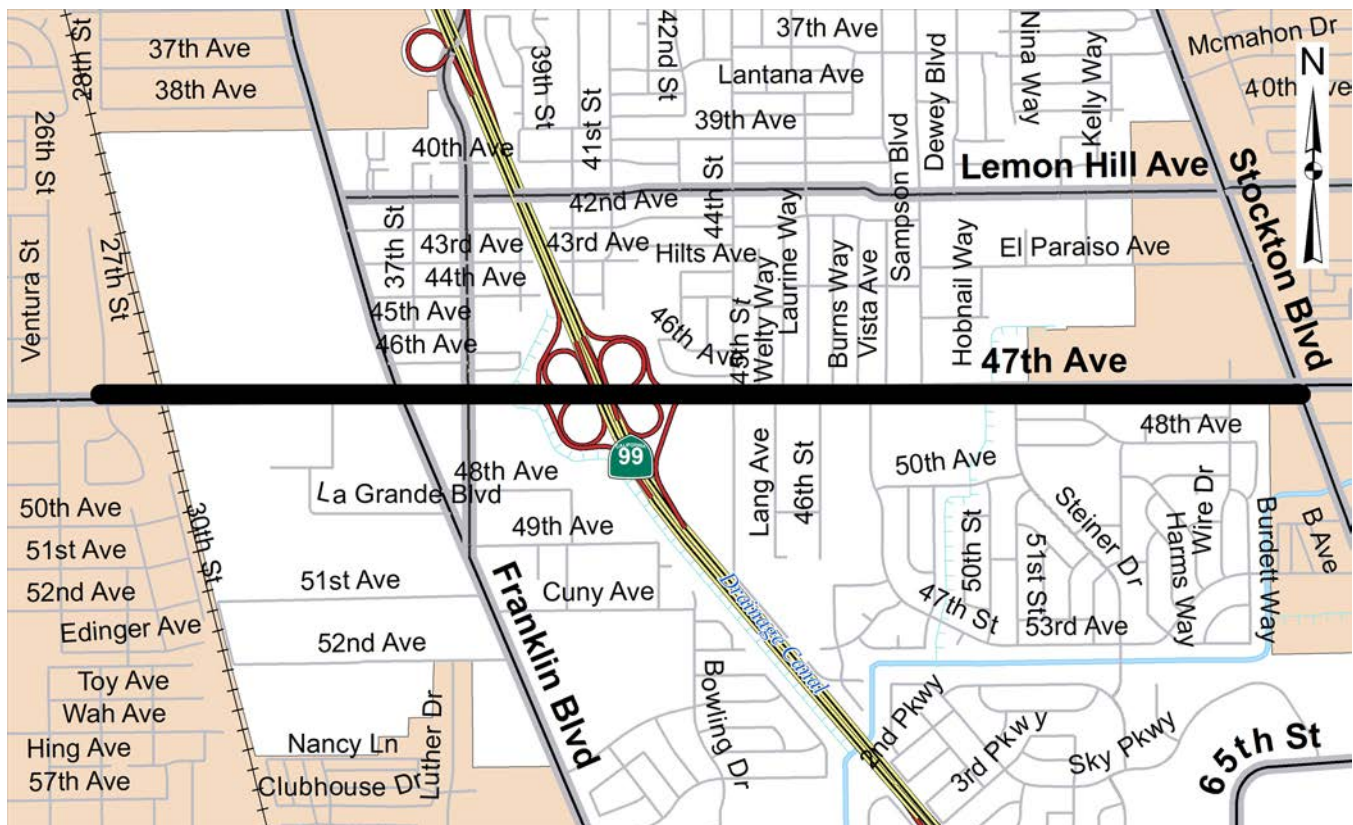 37th Ave
38th Ave
28th St
26th St
39th St
41st St
42nd St
37th Ave
Lantana Ave
39th Ave
Dewey Blvd
Nina Way
Kelly Way
Mcmahon Dr
40th Ave
N
40th Ave
Sampson Blvd
Lemon Hill Ave
Stockton Blvd
42nd Ave
44th St
Laurine Way
37th St
43rd Ave
43rd Ave
Hilts Ave
El Paraiso Ave
27th St
Ventura St
44th Ave
45th Ave
46th Ave
46th Ave
45th St
Welty Way
Burns Way
Vista Ave
Hobnail Way
47th Ave
CALIFORNIA
99
48th Ave
48th Ave
La Grande Blvd
50th Ave
Lang Ave
46th St
50th Ave
Steiner Dr
Wire Dr
Harms Way
Burdett Way
B Ave
30th St
51st Ave
49th Ave
50th St
51st St
52nd Ave
51st Ave
Cuny Ave
Franklin Blvd
Drainage Canal
47th St
53rd Ave
Edinger Ave
52nd Ave
Toy Ave
Wah Ave
Bowling Dr
Luther Dr
2nd Pkwy
3rd Pkwy
Sky Pkwy
65th St
Hing Ave
Nancy Ln
57th Ave
Clubhouse Dr